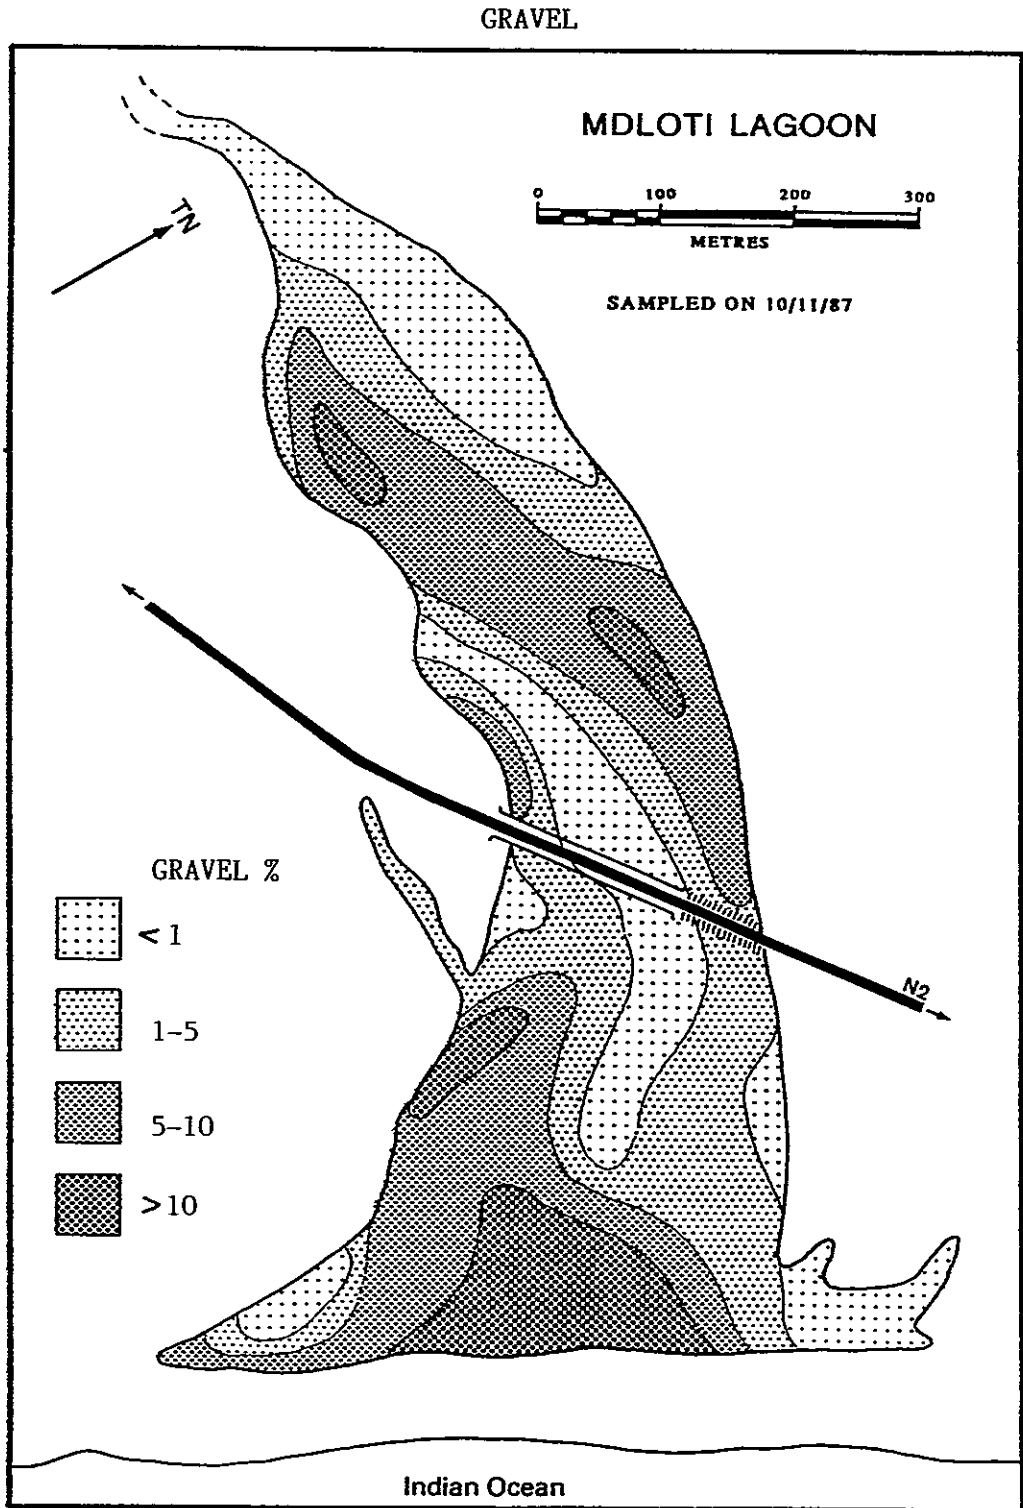 GRAVEL
MDLOTI LAGOON
0 100 200 300
METRES
TN
SAMPLED ON 10/11/87
GRAVEL %
< 1
1-5
5-10
>10
N2
Indian Ocean